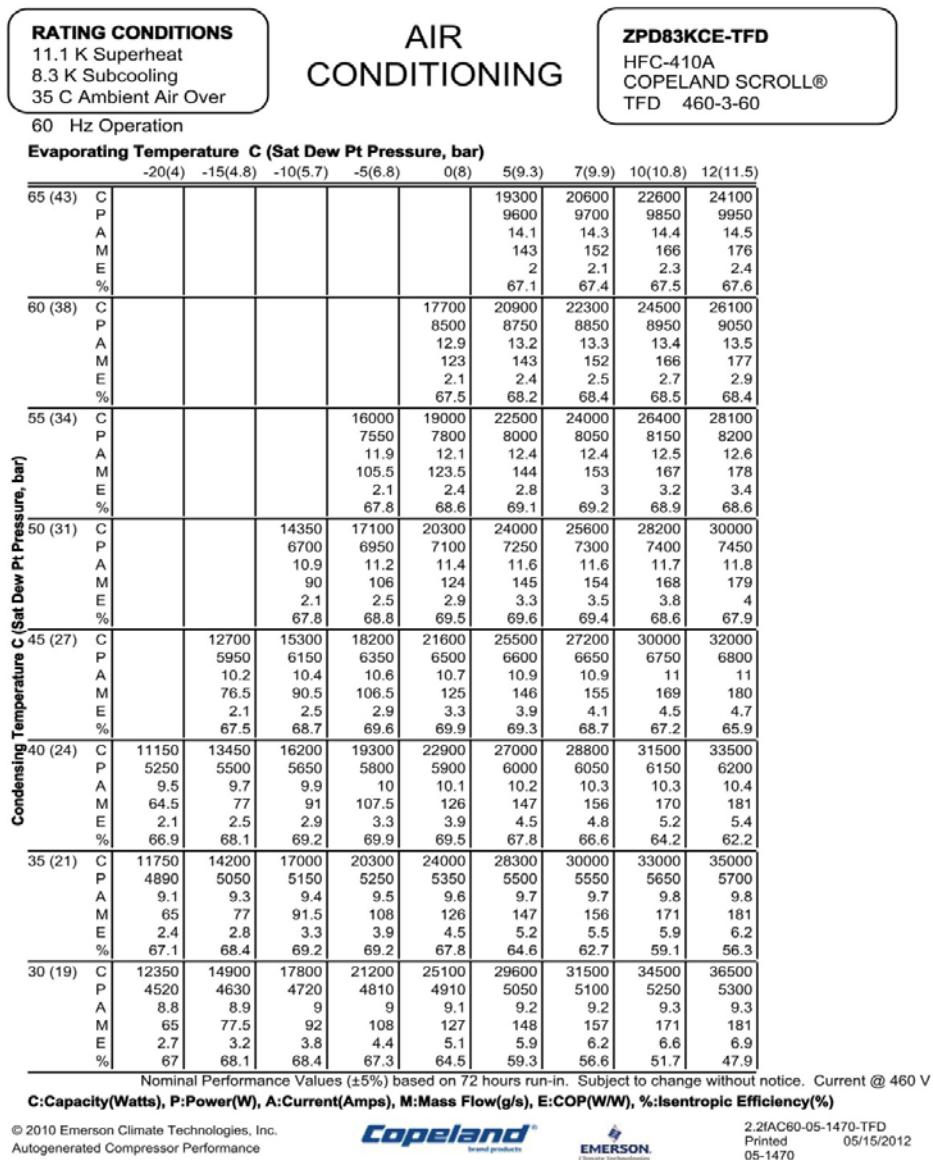 RATING CONDITIONS
11.1 K Superheat
8.3 K Subcooling
35 C Ambient Air Over
AIR
CONDITIONING
ZPD83KCE-TFD
HFC-410A
COPELAND SCROLL®
TFD 460-3-60
60 Hz Operation
Evaporating Temperature C (Sat Dew Pt Pressure, bar)
-20(4) -15(4.8) -10(5.7) -5(6.8) 0(8) 5(9.3) 7(9.9) 10(10.8) 12(11.5)
Condensing Temperature C (Sat Dew Pt Pressure, bar)
65 (43) C 19300 20600 22600 24100
P 9600 9700 9850 9950
A 14.1 14.3 14.4 14.5
M 143 152 166 176
E 2 2.1 2.3 2.4
% 67.1 67.4 67.5 67.6
60 (38) C 17700 20900 22300 24500 26100
P 8500 8750 8850 8950 9050
A 12.9 13.2 13.3 13.4 13.5
M 123 143 152 166 177
E 2.1 2.4 2.5 2.7 2.9
% 67.5 68.2 68.4 68.5 68.4
55 (34) C 16000 19000 22500 24000 26400 28100
P 7550 7800 8000 8050 8150 8200
A 11.9 12.1 12.4 12.4 12.5 12.6
M 105.5 123.5 144 153 167 178
E 2.1 2.4 2.8 3 3.2 3.4
% 67.8 68.6 69.1 69.2 68.9 68.6
50 (31) C 14350 17100 20300 24000 25600 28200 30000
P 6700 6950 7100 7250 7300 7400 7450
A 10.9 11.2 11.4 11.6 11.6 11.7 11.8
M 90 106 124 145 154 168 179
E 2.1 2.5 2.9 3.3 3.5 3.8 4
% 67.8 68.8 69.5 69.6 69.4 68.6 67.9
45 (27) C 12700 15300 18200 21600 25500 27200 30000 32000
P 5950 6150 6350 6500 6600 6650 6750 6800
A 10.2 10.4 10.6 10.7 10.9 10.9 11 11
M 76.5 90.5 106.5 125 146 155 169 180
E 2.1 2.5 2.9 3.3 3.9 4.1 4.5 4.7
% 67.5 68.7 69.6 69.9 69.3 68.7 67.2 65.9
40 (24) C 11150 13450 16200 19300 22900 27000 28800 31500 33500
P 5250 5500 5650 5800 5900 6000 6050 6150 6200
A 9.5 9.7 9.9 10 10.1 10.2 10.3 10.3 10.4
M 64.5 77 91 107.5 126 147 156 170 181
E 2.1 2.5 2.9 3.3 3.9 4.5 4.8 5.2 5.4
% 66.9 68.1 69.2 69.9 69.5 67.8 66.6 64.2 62.2
35 (21) C 11750 14200 17000 20300 24000 28300 30000 33000 35000
P 4890 5050 5150 5250 5350 5500 5550 5650 5700
A 9.1 9.3 9.4 9.5 9.6 9.7 9.7 9.8 9.8
M 65 77 91.5 108 126 147 156 171 181
E 2.4 2.8 3.3 3.9 4.5 5.2 5.5 5.9 6.2
% 67.1 68.4 69.2 69.2 67.8 64.6 62.7 59.1 56.3
30 (19) C 12350 14900 17800 21200 25100 29600 31500 34500 36500
P 4520 4630 4720 4810 4910 5050 5100 5250 5300
A 8.8 8.9 9 9 9.1 9.2 9.2 9.3 9.3
M 65 77.5 92 108 127 148 157 171 181
E 2.7 3.2 3.8 4.4 5.1 5.9 6.2 6.6 6.9
% 67 68.1 68.4 67.3 64.5 59.3 56.6 51.7 47.9
Nominal Performance Values (±5%) based on 72 hours run-in. Subject to change without notice. Current @ 460 V
C:Capacity(Watts), P:Power(W), A:Current(Amps), M:Mass Flow(g/s), E:COP(W/W), %:Isentropic Efficiency(%)
© 2010 Emerson Climate Technologies, Inc.
Autogenerated Compressor Performance
Copeland®
brand products
EMERSON.
Climate Technologies
2.2fAC60-05-1470-TFD
Printed 05/15/2012
05-1470